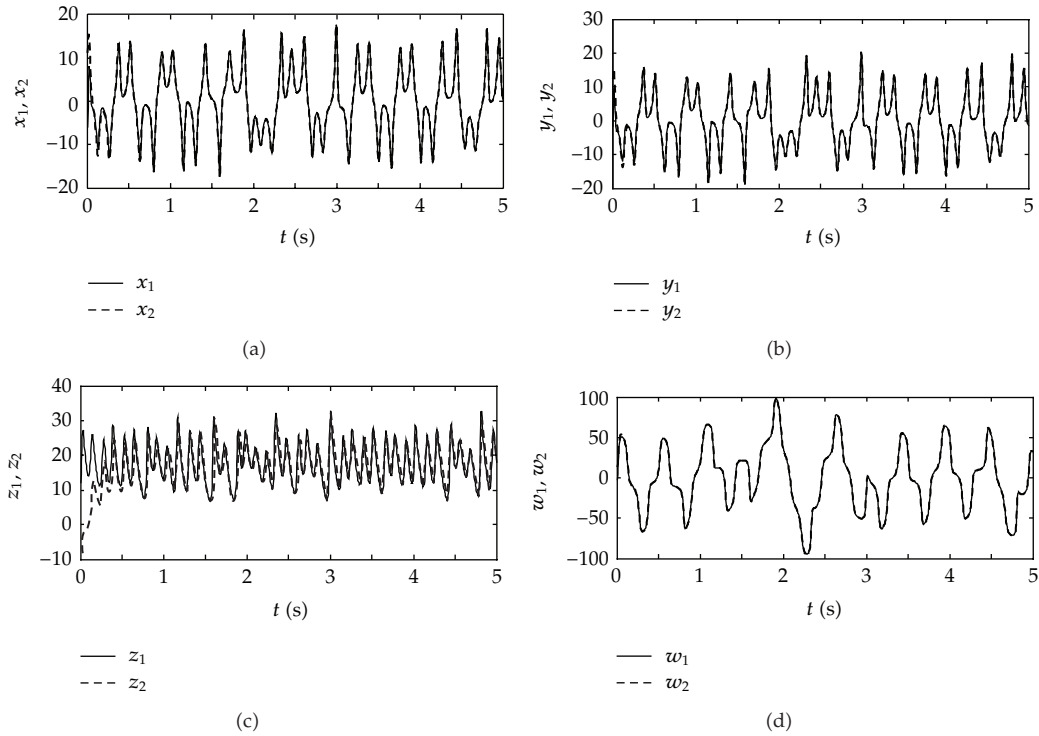 20
10
0
−10
−20
x₁, x₂
0 1 2 3 4 5
t (s)
x₁
x₂
(a)
30
20
10
0
−10
−20
y₁, y₂
0 1 2 3 4 5
t (s)
y₁
y₂
(b)
40
30
20
10
0
−10
z₁, z₂
0 1 2 3 4 5
t (s)
z₁
z₂
(c)
100
50
0
−50
−100
w₁, w₂
0 1 2 3 4 5
t (s)
w₁
w₂
(d)